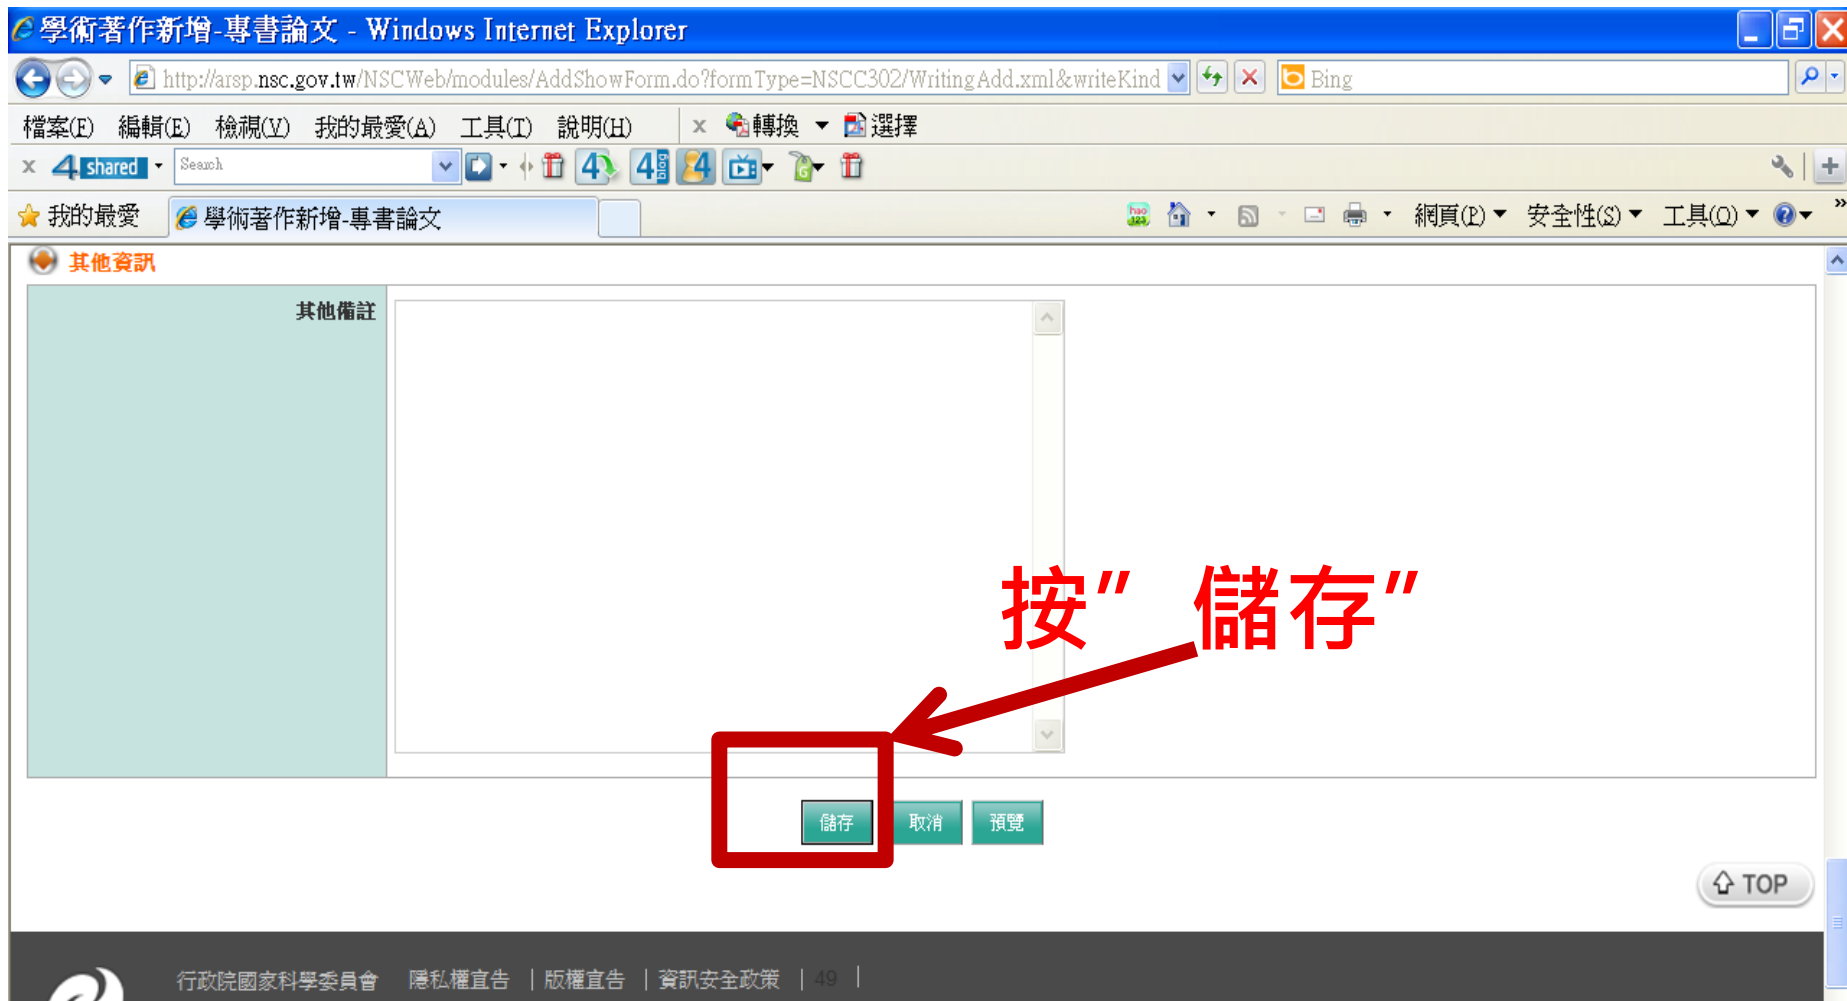 學術著作新增-專書論文 - Windows Internet Explorer
http://arsp.nsc.gov.tw/NSCWeb/modules/AddShowForm.do?formType=NSCC302/WritingAdd.xml&writeKind
Bing
檔案(F) 編輯(E) 檢視(V) 我的最愛(A) 工具(T) 說明(H) x 轉換 選擇
x 4 shared Search
我的最愛 學術著作新增-專書論文 網頁(P) 安全性(S) 工具(O) »
其他資訊
其他備註
按”儲存”
儲存 取消 預覽
TOP
行政院國家科學委員會 隱私權宣告 | 版權宣告 | 資訊安全政策 | 49 |